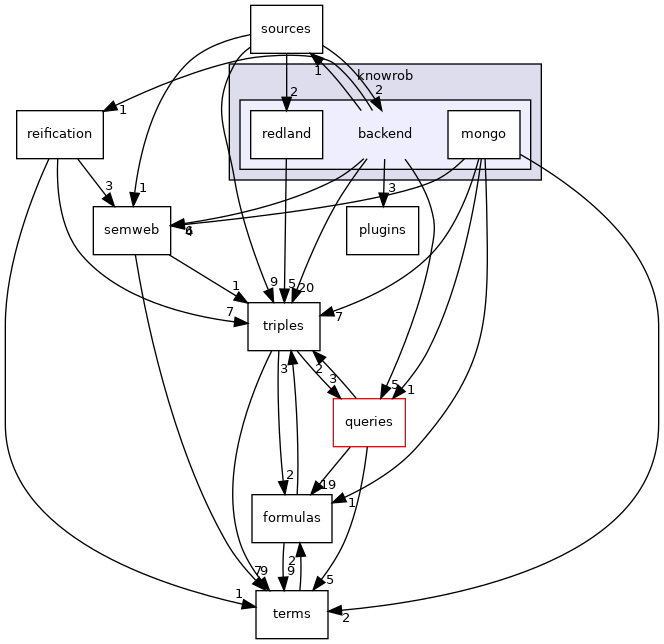 sources
knowrob
1
2
2
1
reification
redland
backend
mongo
3
1
3
semweb
plugins
1
9
5
20
7
7
triples
3
2
3
5
1
queries
2
19
1
formulas
2
9
7
9
5
1
2
terms